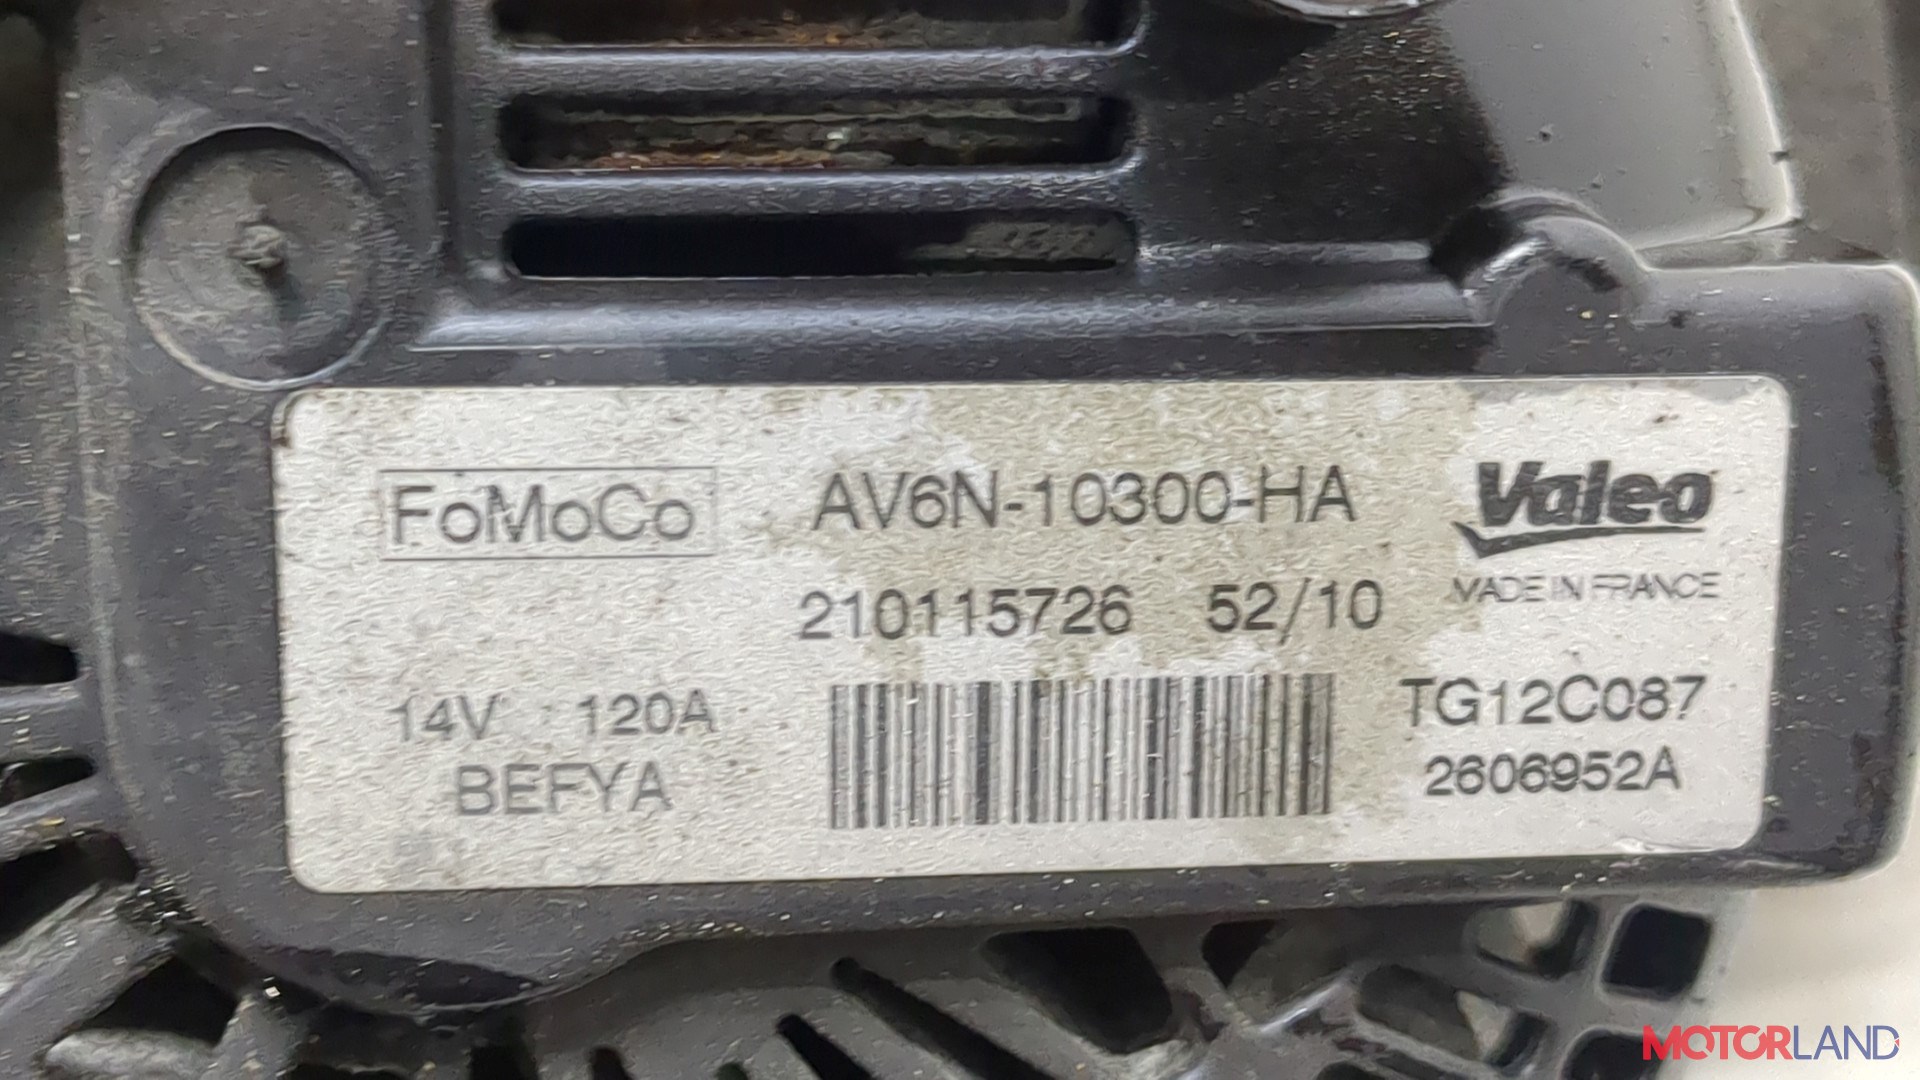 FoMoCo AV6N-10300-HA Valeo
MADE IN FRANCE
210115726 52/10
14V 120A TG12C087
BEFYA 2606952A
MOTORLAND